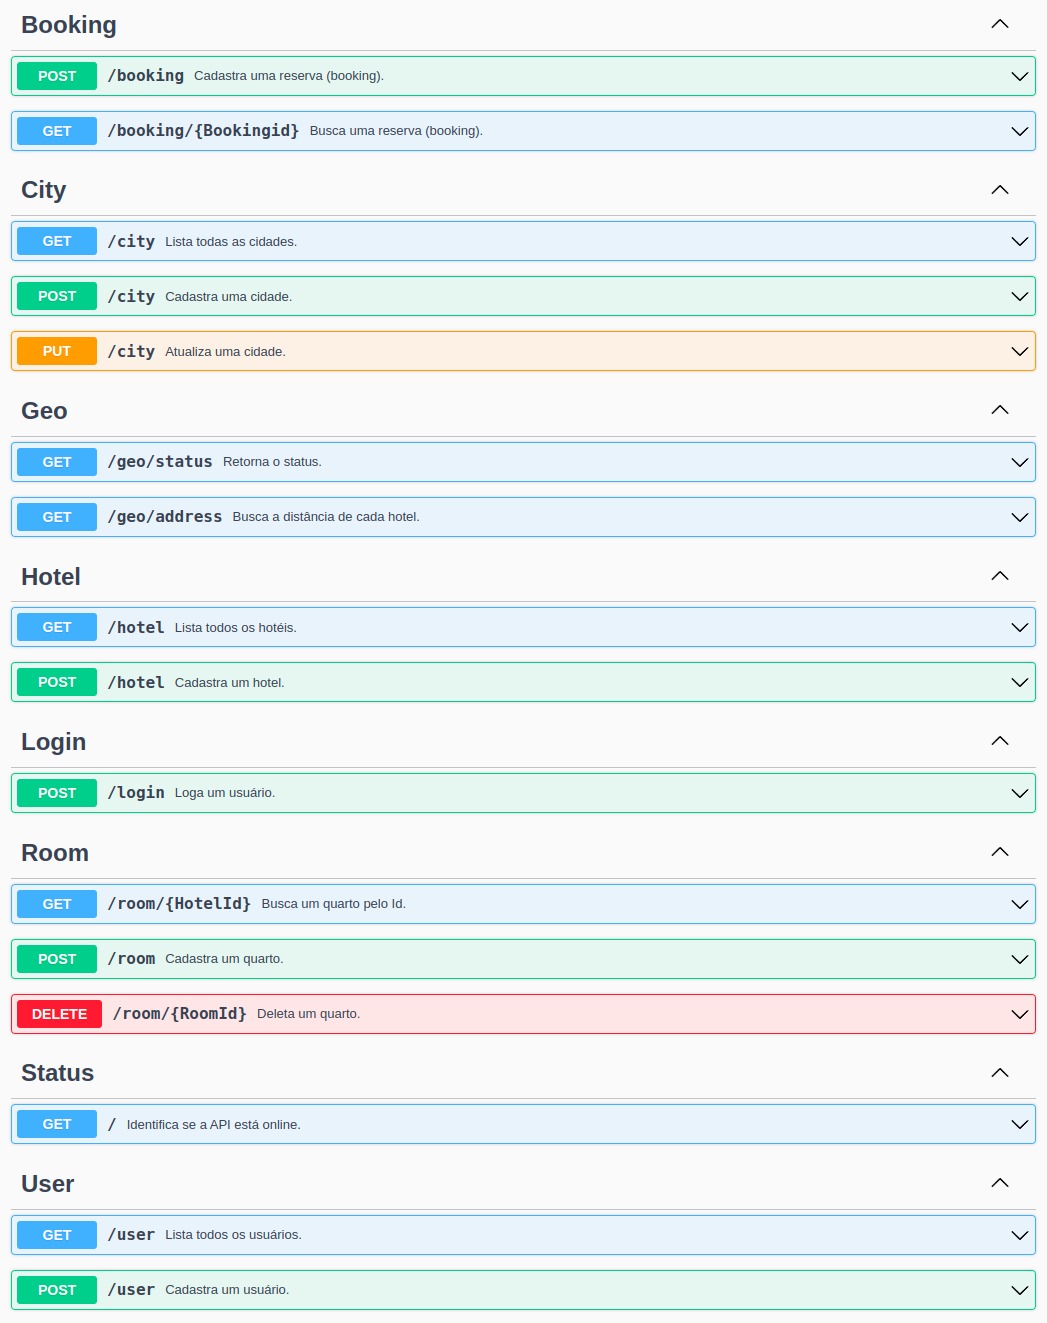 Booking
POST /booking Cadastra uma reserva (booking).
GET /booking/{Bookingid} Busca uma reserva (booking).
City
GET /city Lista todas as cidades.
POST /city Cadastra uma cidade.
PUT /city Atualiza uma cidade.
Geo
GET /geo/status Retorna o status.
GET /geo/address Busca a distância de cada hotel.
Hotel
GET /hotel Lista todos os hotéis.
POST /hotel Cadastra um hotel.
Login
POST /login Loga um usuário.
Room
GET /room/{HotelId} Busca um quarto pelo Id.
POST /room Cadastra um quarto.
DELETE /room/{RoomId} Deleta um quarto.
Status
GET / Identifica se a API está online.
User
GET /user Lista todos os usuários.
POST /user Cadastra um usuário.